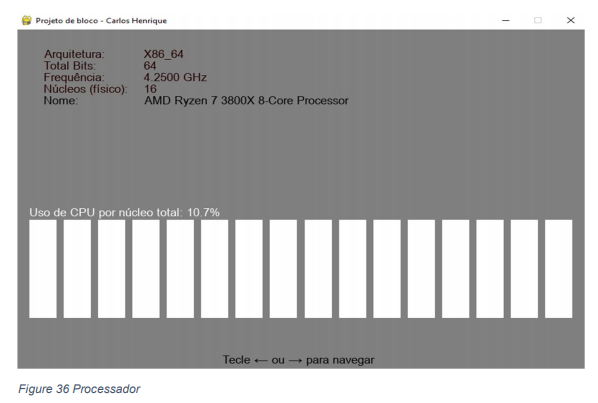 Projeto de bloco - Carlos Henrique
Arquitetura: X86_64
Total Bits: 64
Frequência: 4.2500 GHz
Núcleos (físico): 16
Nome: AMD Ryzen 7 3800X 8-Core Processor
Uso de CPU por núcleo total: 10.7%
Tecle ← ou → para navegar
Figure 36 Processador